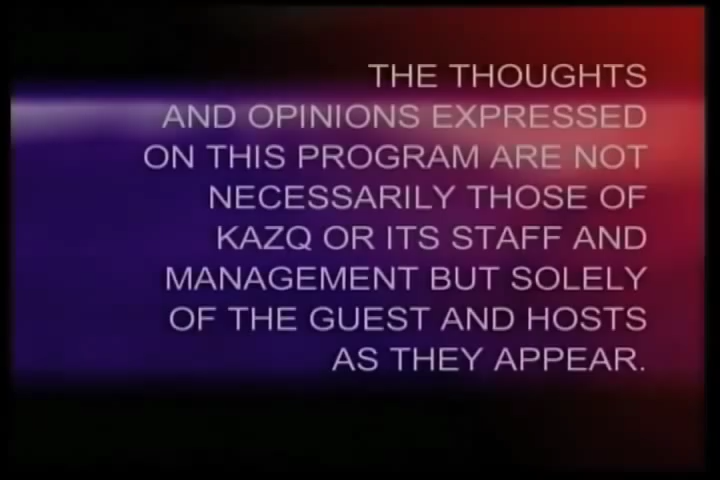 THE THOUGHTS
AND OPINIONS EXPRESSED
ON THIS PROGRAM ARE NOT
NECESSARILY THOSE OF
KAZQ OR ITS STAFF AND
MANAGEMENT BUT SOLELY
OF THE GUEST AND HOSTS
AS THEY APPEAR.